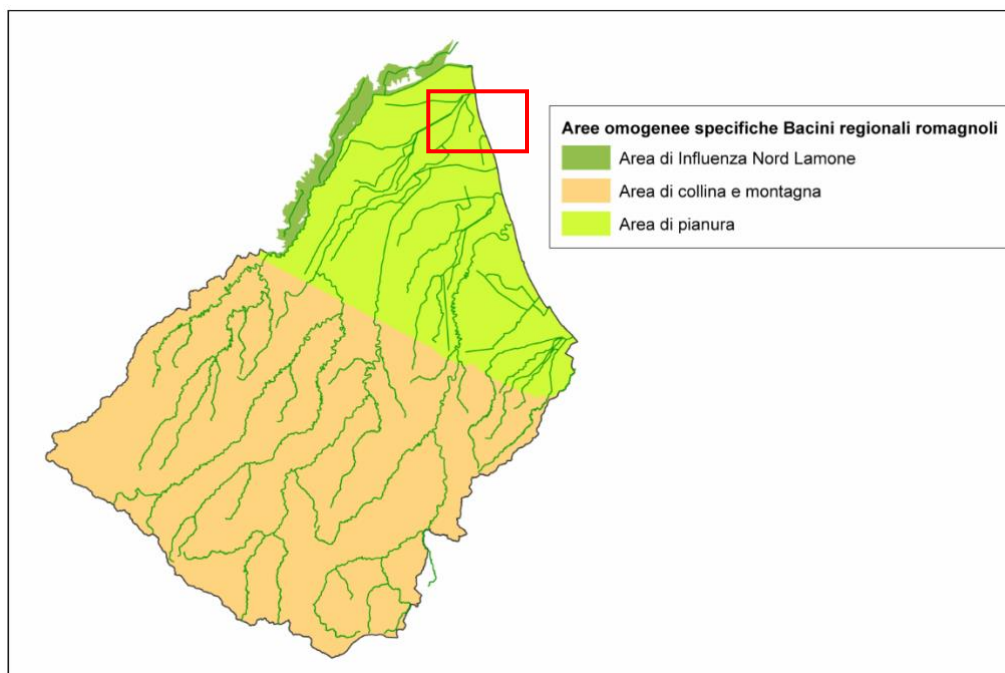 Aree omogenee specifiche Bacini regionali romagnoli
Area di Influenza Nord Lamone
Area di collina e montagna
Area di pianura